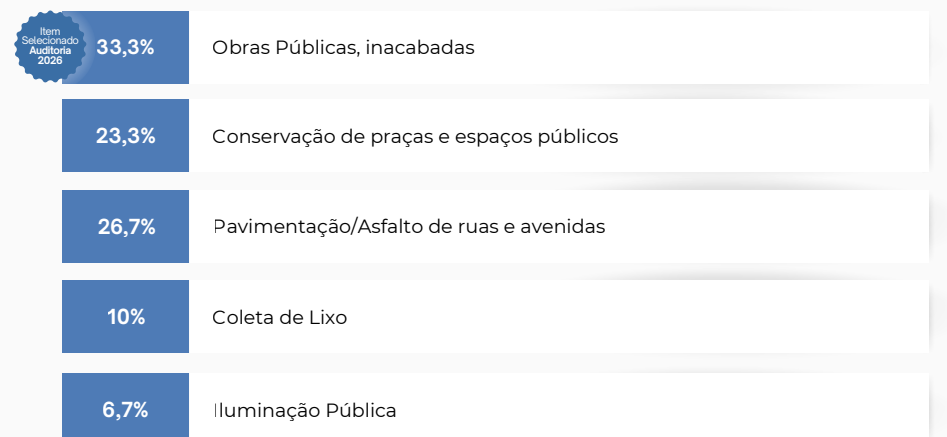 Item
Selecionado
Auditoria
2026
33,3% Obras Públicas, inacabadas
23,3% Conservação de praças e espaços públicos
26,7% Pavimentação/Asfalto de ruas e avenidas
10% Coleta de Lixo
6,7% Iluminação Pública